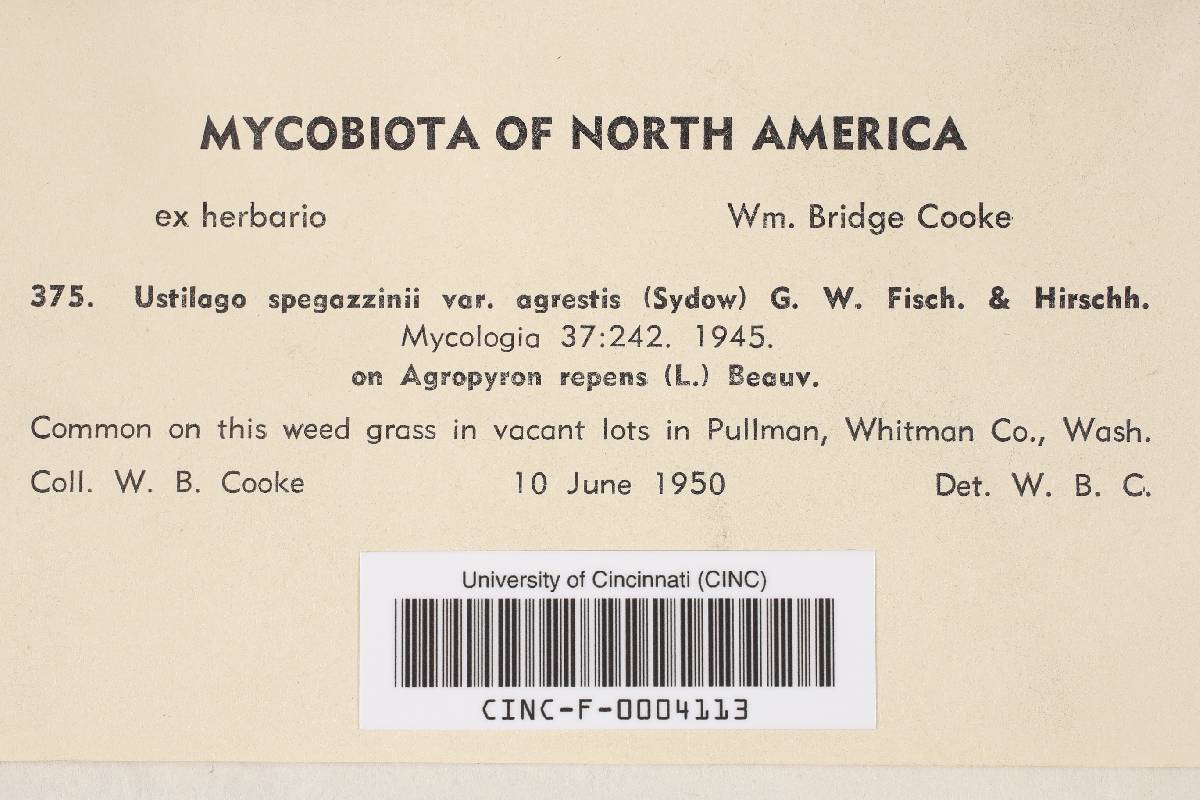 MYCOBIOTA OF NORTH AMERICA
ex herbario Wm. Bridge Cooke
375. Ustilago spegazzinii var. agrestis (Sydow) G. W. Fisch. & Hirschh.
Mycologia 37:242. 1945.
on Agropyron repens (L.) Beauv.
Common on this weed grass in vacant lots in Pullman, Whitman Co., Wash.
Coll. W. B. Cooke 10 June 1950 Det. W. B. C.
University of Cincinnati (CINC)
CINC-F-0004113